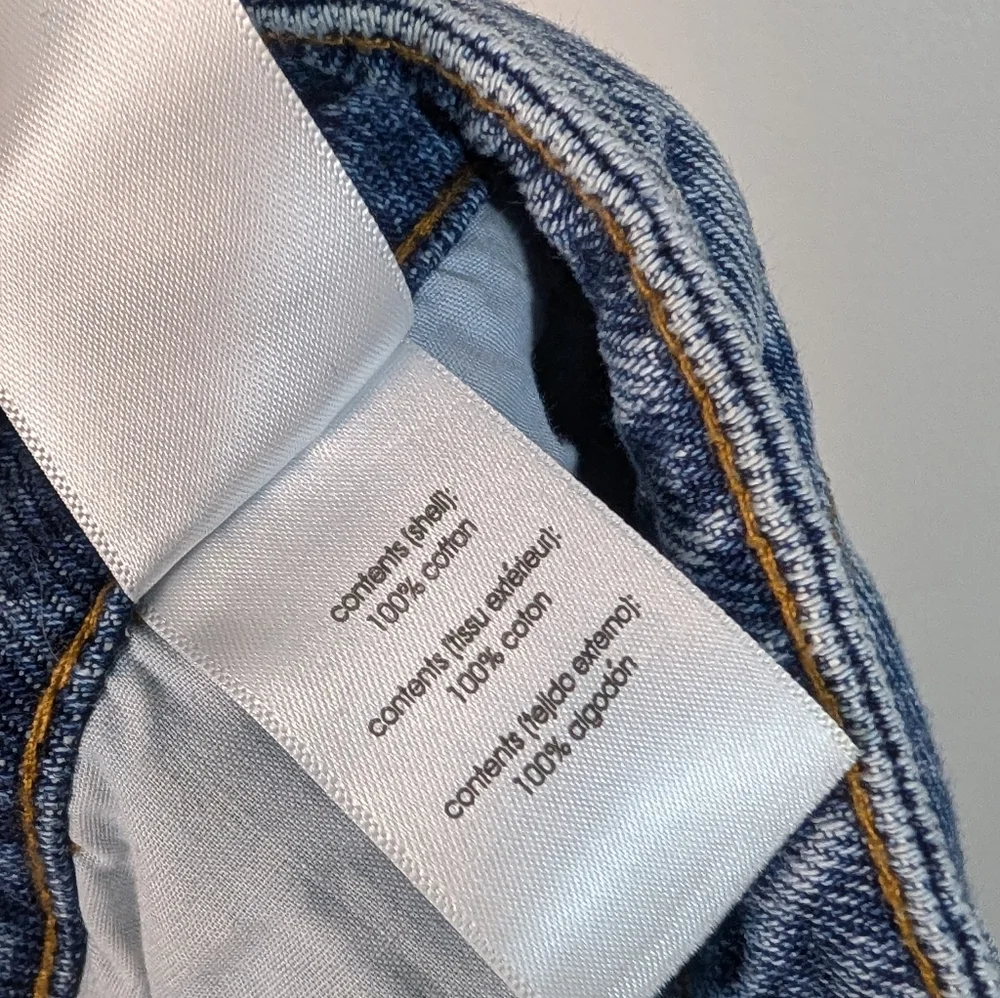 contents (shell):
100% cotton
contents (tissu extérieur):
100% coton
contents (tejido externo):
100% algodón